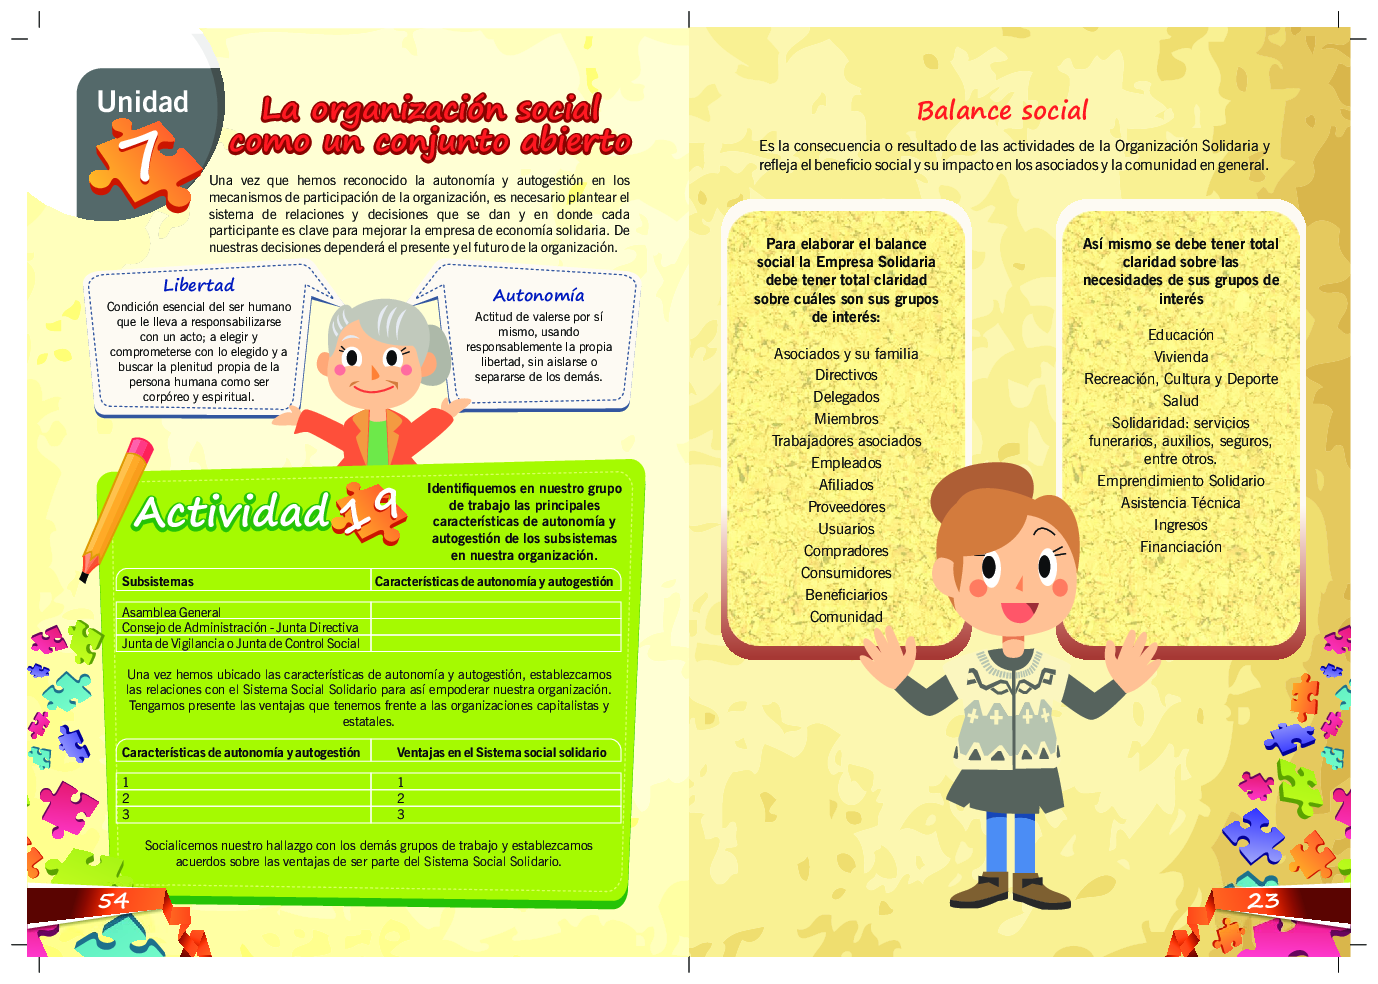 Unidad
7
La organización social
como un conjunto abierto
Una vez que hemos reconocido la autonomía y autogestión en los
mecanismos de participación de la organización, es necesario plantear el
sistema de relaciones y decisiones que se dan y en donde cada
participante es clave para mejorar la empresa de economía solidaria. De
nuestras decisiones dependerá el presente y el futuro de la organización.
Libertad
Condición esencial del ser humano
que le lleva a responsabilizarse
con un acto; a elegir y
comprometerse con lo elegido y a
buscar la plenitud propia de la
persona humana como ser
corpóreo y espiritual.
Autonomía
Actitud de valerse por sí
mismo, usando
responsablemente la propia
libertad, sin aislarse o
separarse de los demás.
Actividad 19
Identifiquemos en nuestro grupo
de trabajo las principales
características de autonomía y
autogestión de los subsistemas
en nuestra organización.
Subsistemas Características de autonomía y autogestión
Asamblea General
Consejo de Administración - Junta Directiva
Junta de Vigilancia o Junta de Control Social
Una vez hemos ubicado las características de autonomía y autogestión, establezcamos
las relaciones con el Sistema Social Solidario para así empoderar nuestra organización.
Tengamos presente las ventajas que tenemos frente a las organizaciones capitalistas y
estatales.
Características de autonomía y autogestión Ventajas en el Sistema social solidario
1 1
2 2
3 3
Socialicemos nuestro hallazgo con los demás grupos de trabajo y establezcamos
acuerdos sobre las ventajas de ser parte del Sistema Social Solidario.
54
Balance social
Es la consecuencia o resultado de las actividades de la Organización Solidaria y
refleja el beneficio social y su impacto en los asociados y la comunidad en general.
Para elaborar el balance
social la Empresa Solidaria
debe tener total claridad
sobre cuáles son sus grupos
de interés:
Asociados y su familia
Directivos
Delegados
Miembros
Trabajadores asociados
Empleados
Afiliados
Proveedores
Usuarios
Compradores
Consumidores
Beneficiarios
Comunidad
Así mismo se debe tener total
claridad sobre las
necesidades de sus grupos de
interés
Educación
Vivienda
Recreación, Cultura y Deporte
Salud
Solidaridad: servicios
funerarios, auxilios, seguros,
entre otros.
Emprendimiento Solidario
Asistencia Técnica
Ingresos
Financiación
23